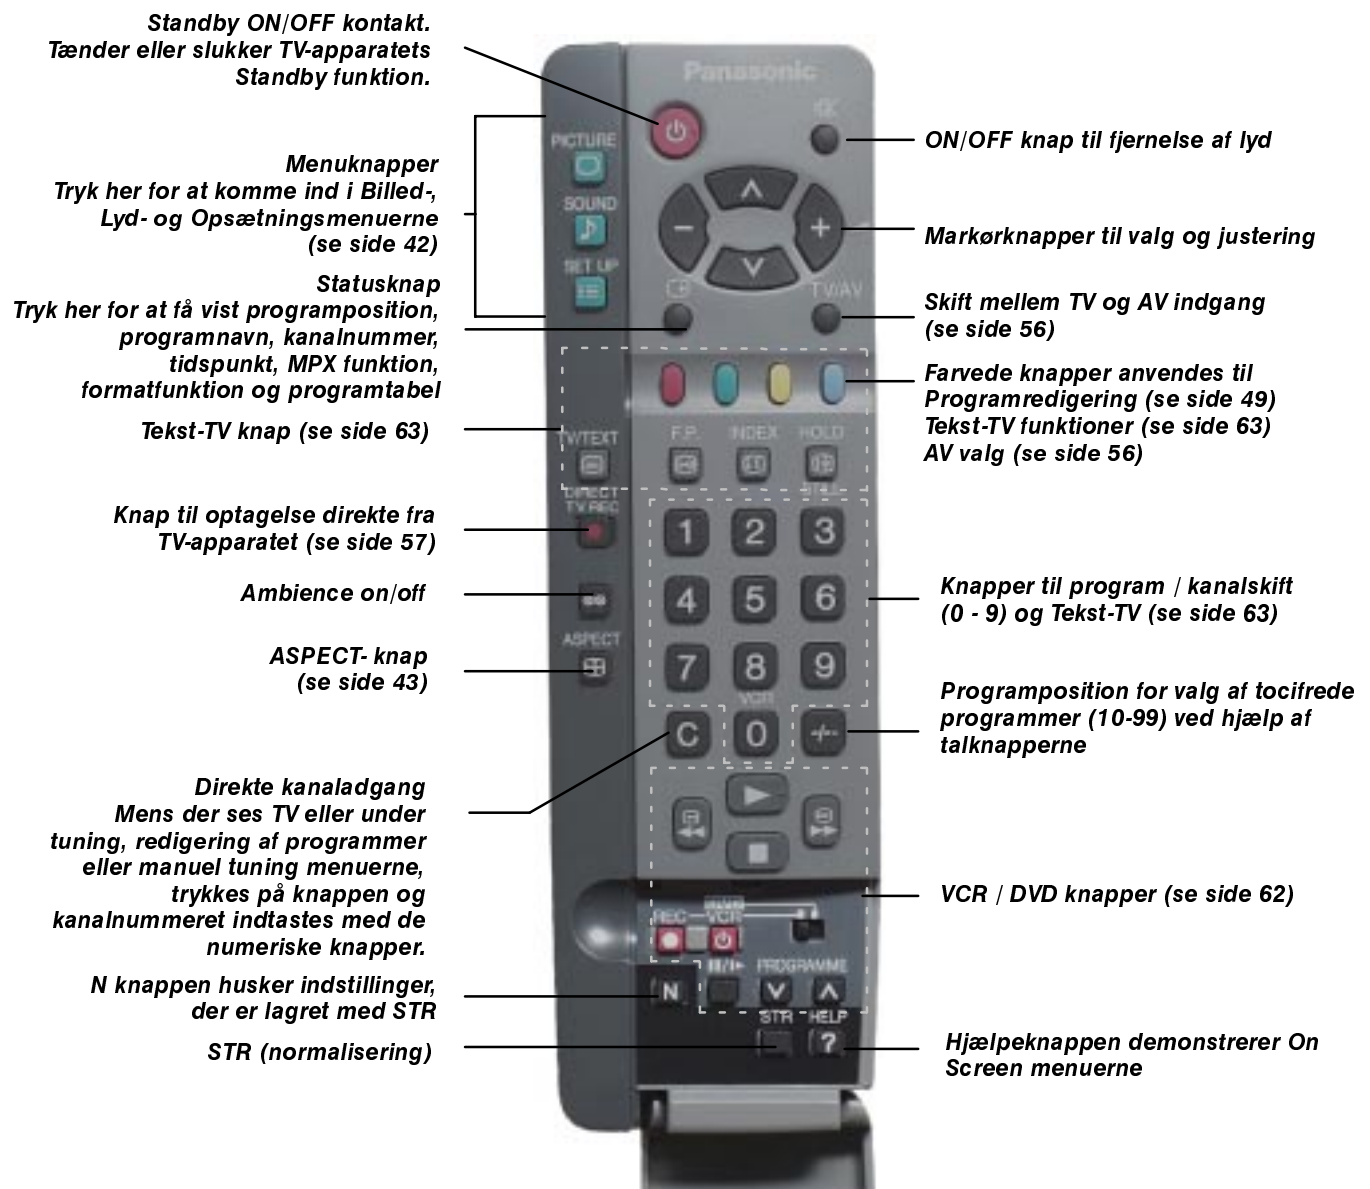 Standby ON/OFF kontakt.
Tænder eller slukker TV-apparatets
Standby funktion.
Menuknapper
Tryk her for at komme ind i Billed-,
Lyd- og Opsætningsmenuerne
(se side 42)
Statusknap
Tryk her for at få vist programposition,
programnavn, kanalnummer,
tidspunkt, MPX funktion,
formatfunktion og programtabel
Tekst-TV knap (se side 63)
Knap til optagelse direkte fra
TV-apparatet (se side 57)
Ambience on/off
ASPECT- knap
(se side 43)
Direkte kanaladgang
Mens der ses TV eller under
tuning, redigering af programmer
eller manuel tuning menuerne,
trykkes på knappen og
kanalnummeret indtastes med de
numeriske knapper.
N knappen husker indstillinger,
der er lagret med STR
STR (normalisering)
Panasonic
PICTURE
SOUND
SET UP
TV/AV
TV/TEXT
F.P.
INDEX
HOLD
DIRECT
TV REC
1
2
3
4
5
6
ASPECT
7
8
9
VCR
C
0
-/--
REC
VCR
PROGRAMME
N
STR
HELP
?
ON/OFF knap til fjernelse af lyd
Markørknapper til valg og justering
Skift mellem TV og AV indgang
(se side 56)
Farvede knapper anvendes til
Programredigering (se side 49)
Tekst-TV funktioner (se side 63)
AV valg (se side 56)
Knapper til program / kanalskift
(0 - 9) og Tekst-TV (se side 63)
Programposition for valg af tocifrede
programmer (10-99) ved hjælp af
talknapperne
VCR / DVD knapper (se side 62)
Hjælpeknappen demonstrerer On
Screen menuerne